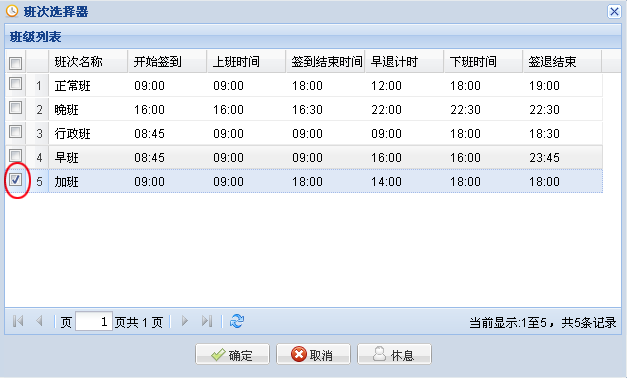 班次选择器
班级列表
班次名称 开始签到 上班时间 签到结束时间 早退计时 下班时间 签退结束
1 正常班 09:00 09:00 18:00 12:00 18:00 19:00
2 晚班 16:00 16:00 16:30 22:00 22:30 22:30
3 行政班 08:45 09:00 09:00 09:00 18:00 18:30
4 早班 08:45 09:00 09:00 16:00 16:00 23:45
5 加班 09:00 09:00 18:00 14:00 18:00 18:00
页 1 页共 1 页 当前显示:1至5，共5条记录
确定 取消 休息